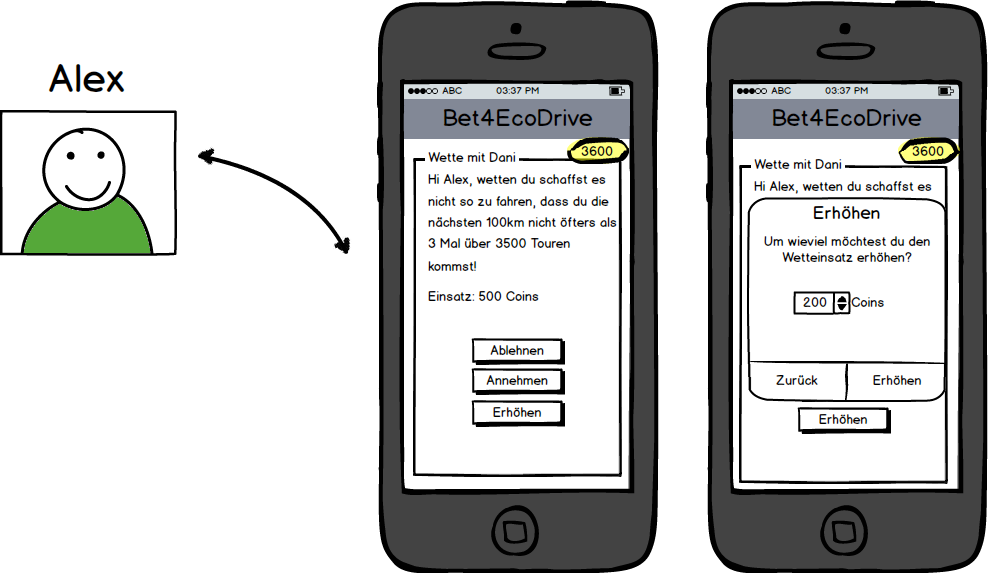 Alex
ABC 03:37 PM
Bet4EcoDrive
3600
Wette mit Dani
Hi Alex, wetten du schaffst es
nicht so zu fahren, dass du die
nächsten 100km nicht öfters als
3 Mal über 3500 Touren
kommst!
Einsatz: 500 Coins
Ablehnen
Annehmen
Erhöhen
ABC 03:37 PM
Bet4EcoDrive
3600
Wette mit Dani
Hi Alex, wetten du schaffst es
Erhöhen
Um wieviel möchtest du den
Wetteinsatz erhöhen?
200 Coins
Zurück Erhöhen
Erhöhen